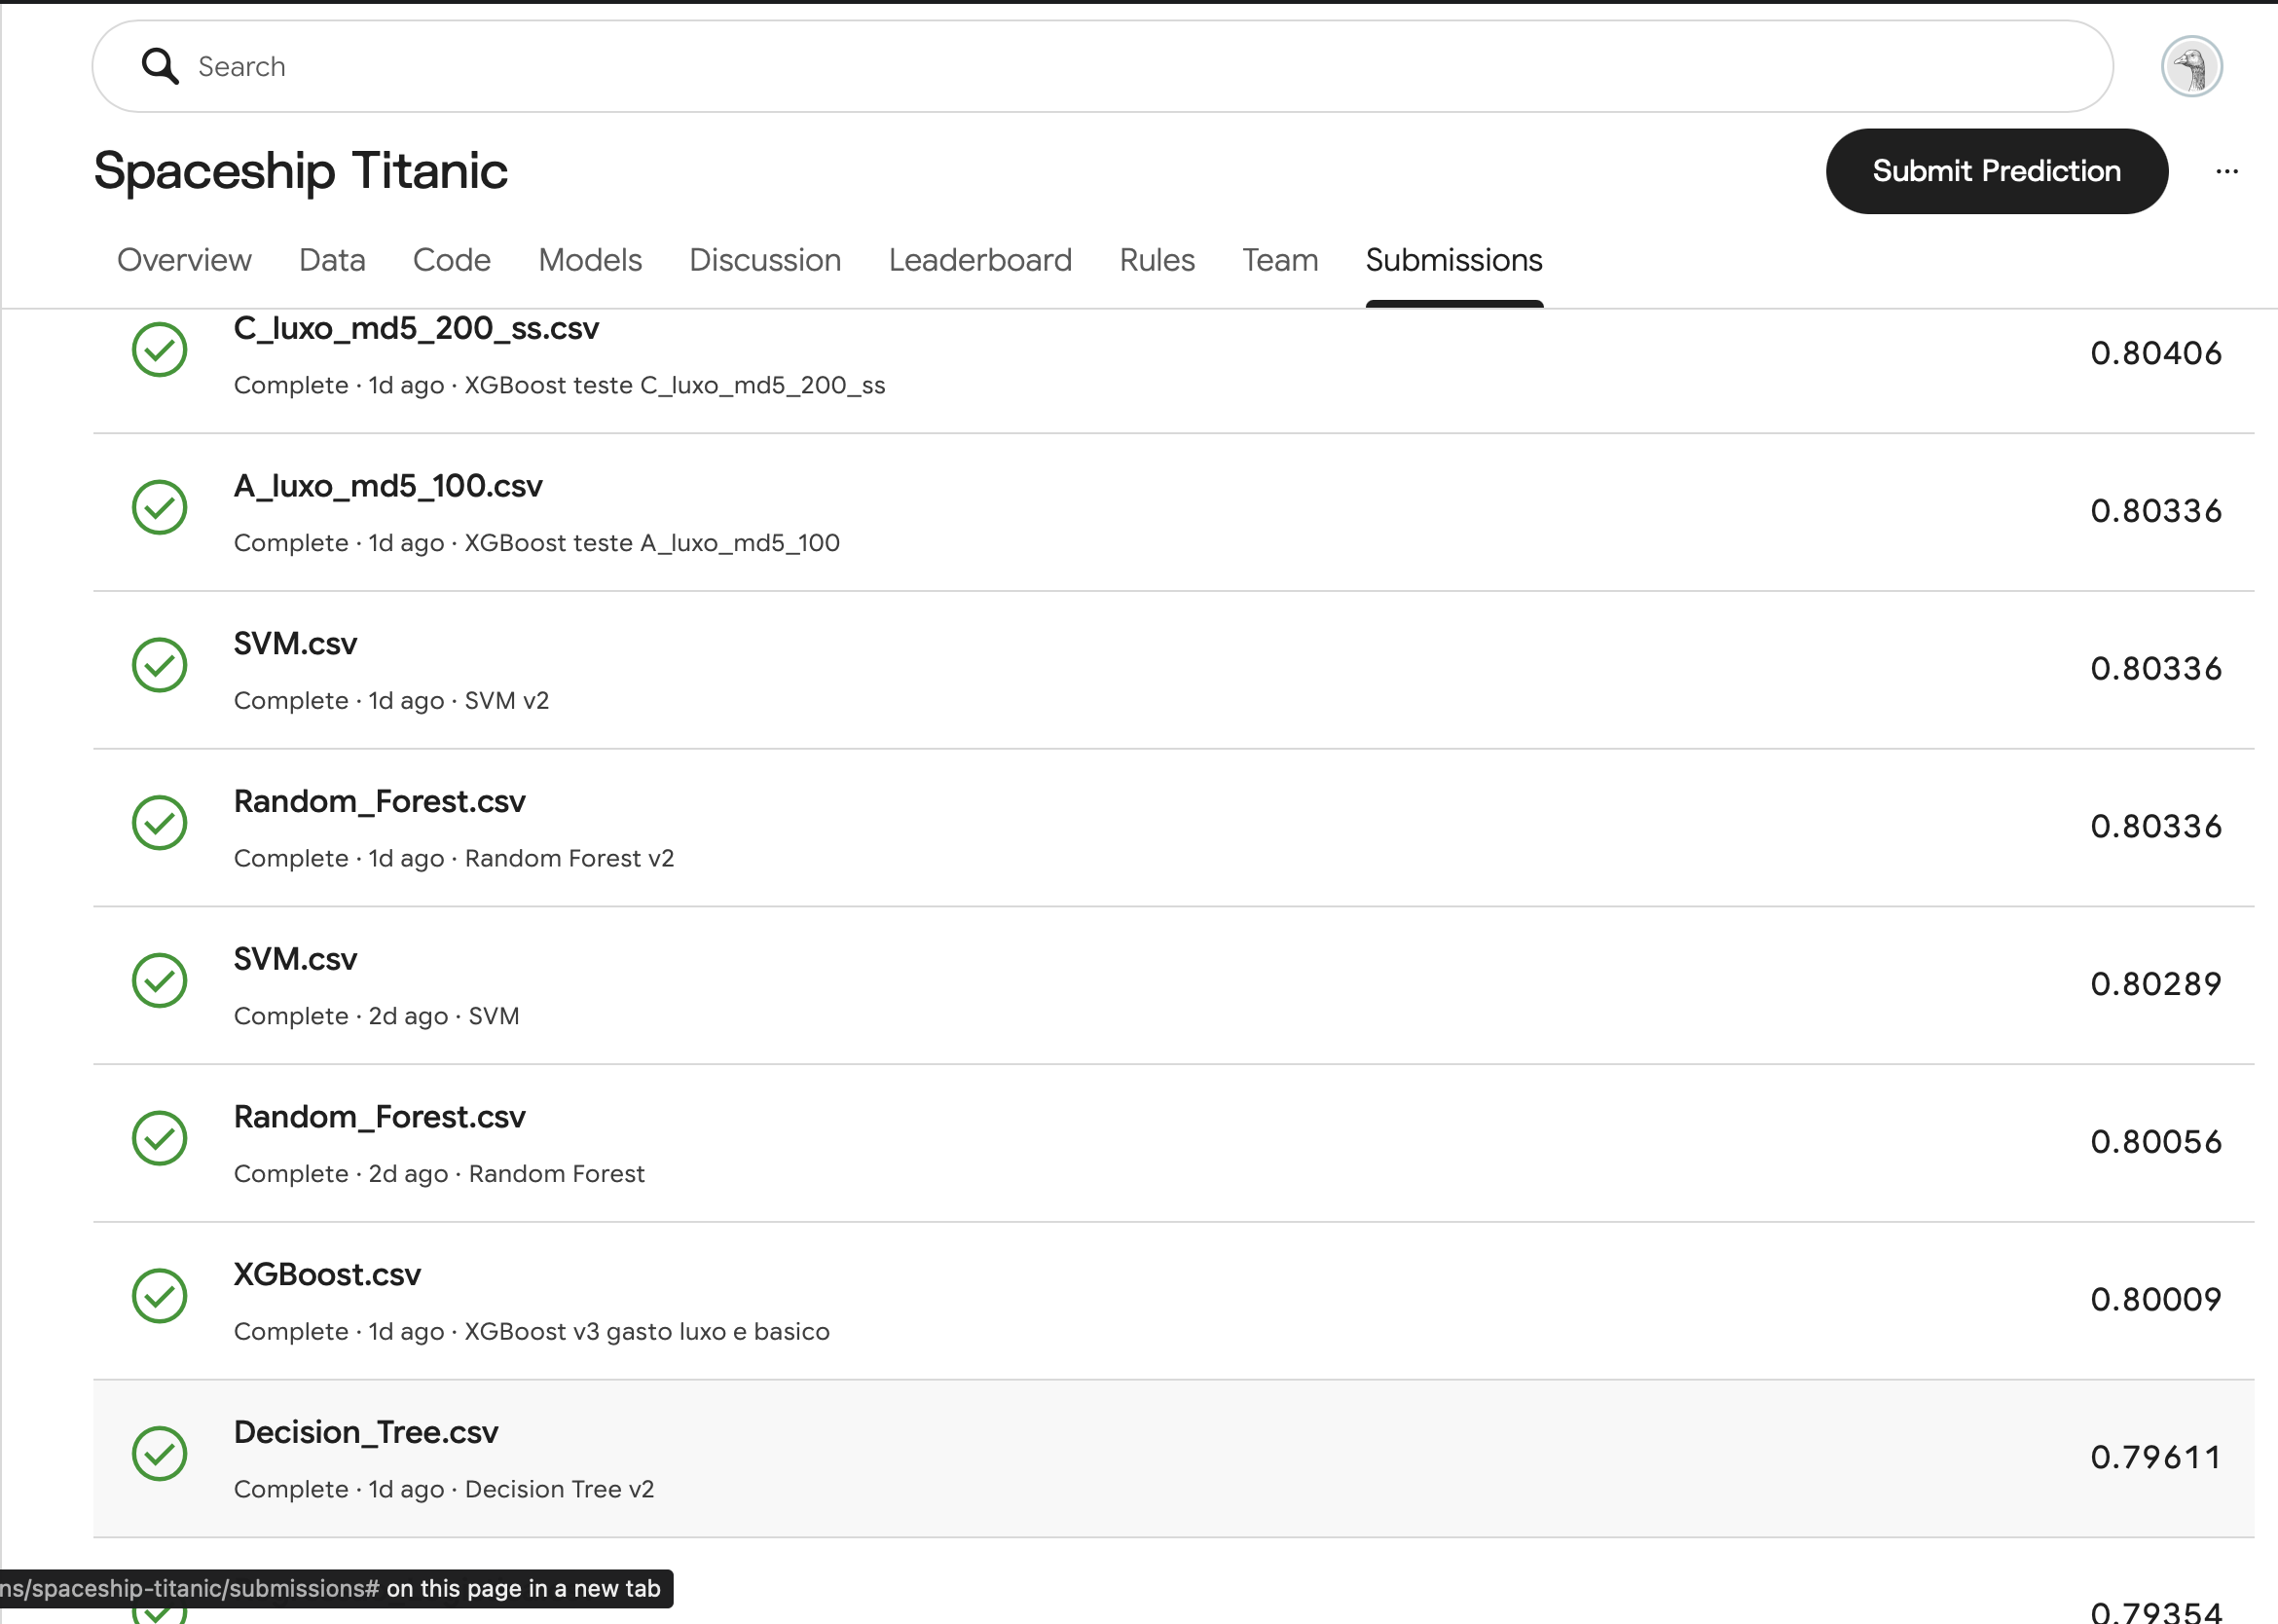 Search
Spaceship Titanic
Submit Prediction
Overview Data Code Models Discussion Leaderboard Rules Team Submissions
C_luxo_md5_200_ss.csv
0.80406
Complete · 1d ago · XGBoost teste C_luxo_md5_200_ss
A_luxo_md5_100.csv
0.80336
Complete · 1d ago · XGBoost teste A_luxo_md5_100
SVM.csv
0.80336
Complete · 1d ago · SVM v2
Random_Forest.csv
0.80336
Complete · 1d ago · Random Forest v2
SVM.csv
0.80289
Complete · 2d ago · SVM
Random_Forest.csv
0.80056
Complete · 2d ago · Random Forest
XGBoost.csv
0.80009
Complete · 1d ago · XGBoost v3 gasto luxo e basico
Decision_Tree.csv
0.79611
Complete · 1d ago · Decision Tree v2
ns/spaceship-titanic/submissions# on this page in a new tab
0.79354